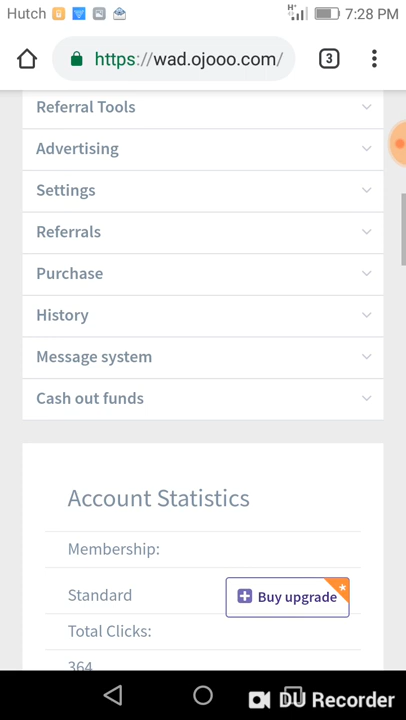 Hutch 7:28 PM
https://wad.ojooo.com/ 3
Referral Tools
Advertising
Settings
Referrals
Purchase
History
Message system
Cash out funds
Account Statistics
Membership:
Standard Buy upgrade
Total Clicks:
364
DU Recorder